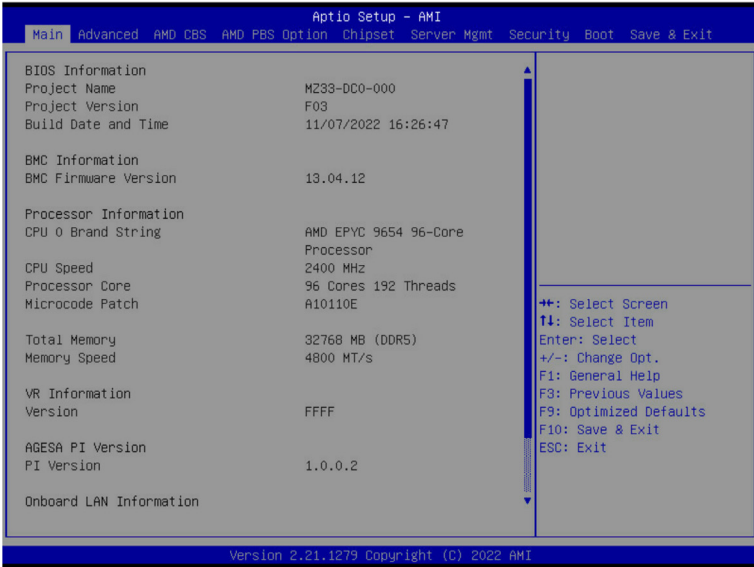 Aptio Setup - AMI
Main Advanced AMD CBS AMD PBS Option Chipset Server Mgmt Security Boot Save & Exit
BIOS Information
Project Name MZ33-DC0-000
Project Version F03
Build Date and Time 11/07/2022 16:26:47
BMC Information
BMC Firmware Version 13.04.12
Processor Information
CPU 0 Brand String AMD EPYC 9654 96-Core
Processor
CPU Speed 2400 MHz
Processor Core 96 Cores 192 Threads
Microcode Patch A10110E
Total Memory 32768 MB (DDR5)
Memory Speed 4800 MT/s
VR Information
Version FFFF
AGESA PI Version
PI Version 1.0.0.2
Onboard LAN Information
→←: Select Screen
↑↓: Select Item
Enter: Select
+/-: Change Opt.
F1: General Help
F3: Previous Values
F9: Optimized Defaults
F10: Save & Exit
ESC: Exit
Version 2.21.1279 Copyright (C) 2022 AMI